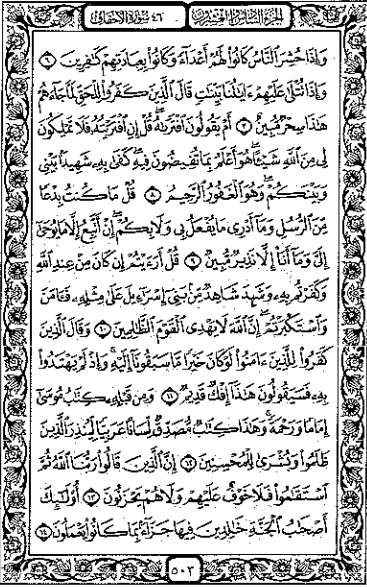 الجزء السادس والعشرون ٤٦ سورة الأحقاف
وَإِذَا حُشِرَ ٱلنَّاسُ كَانُوا۟ لَهُمْ أَعْدَآءً وَكَانُوا۟ بِعِبَادَتِهِمْ كَٰفِرِينَ ٦
وَإِذَا تُتْلَىٰ عَلَيْهِمْ ءَايَٰتُنَا بَيِّنَٰتٍ قَالَ ٱلَّذِينَ كَفَرُوا۟ لِلْحَقِّ لَمَّا جَآءَهُمْ
هَٰذَا سِحْرٌ مُّبِينٌ ٧ أَمْ يَقُولُونَ ٱفْتَرَىٰهُ ۖ قُلْ إِنِ ٱفْتَرَيْتُهُۥ فَلَا تَمْلِكُونَ
لِى مِنَ ٱللَّهِ شَيْـًٔا ۖ هُوَ أَعْلَمُ بِمَا تُفِيضُونَ فِيهِ ۖ كَفَىٰ بِهِۦ شَهِيدًۢا بَيْنِى
وَبَيْنَكُمْ ۖ وَهُوَ ٱلْغَفُورُ ٱلرَّحِيمُ ٨ قُلْ مَا كُنتُ بِدْعًا
مِّنَ ٱلرُّسُلِ وَمَآ أَدْرِى مَا يُفْعَلُ بِى وَلَا بِكُمْ ۖ إِنْ أَتَّبِعُ إِلَّا مَا يُوحَىٰٓ
إِلَىَّ وَمَآ أَنَا۠ إِلَّا نَذِيرٌ مُّبِينٌ ٩ قُلْ أَرَءَيْتُمْ إِن كَانَ مِنْ عِندِ ٱللَّهِ
وَكَفَرْتُم بِهِۦ وَشَهِدَ شَاهِدٌ مِّنۢ بَنِىٓ إِسْرَٰٓءِيلَ عَلَىٰ مِثْلِهِۦ فَـَٔامَنَ
وَٱسْتَكْبَرْتُمْ ۖ إِنَّ ٱللَّهَ لَا يَهْدِى ٱلْقَوْمَ ٱلظَّٰلِمِينَ ١٠ وَقَالَ ٱلَّذِينَ
كَفَرُوا۟ لِلَّذِينَ ءَامَنُوا۟ لَوْ كَانَ خَيْرًا مَّا سَبَقُونَآ إِلَيْهِ ۚ وَإِذْ لَمْ يَهْتَدُوا۟
بِهِۦ فَسَيَقُولُونَ هَٰذَآ إِفْكٌ قَدِيمٌ ١١ وَمِن قَبْلِهِۦ كِتَٰبُ مُوسَىٰٓ
إِمَامًا وَرَحْمَةً ۚ وَهَٰذَا كِتَٰبٌ مُّصَدِّقٌ لِّسَانًا عَرَبِيًّا لِّيُنذِرَ ٱلَّذِينَ
ظَلَمُوا۟ وَبُشْرَىٰ لِلْمُحْسِنِينَ ١٢ إِنَّ ٱلَّذِينَ قَالُوا۟ رَبُّنَا ٱللَّهُ ثُمَّ
ٱسْتَقَٰمُوا۟ فَلَا خَوْفٌ عَلَيْهِمْ وَلَا هُمْ يَحْزَنُونَ ١٣ أُو۟لَٰٓئِكَ
أَصْحَٰبُ ٱلْجَنَّةِ خَٰلِدِينَ فِيهَا جَزَآءًۢ بِمَا كَانُوا۟ يَعْمَلُونَ ١٤
٥٠٣